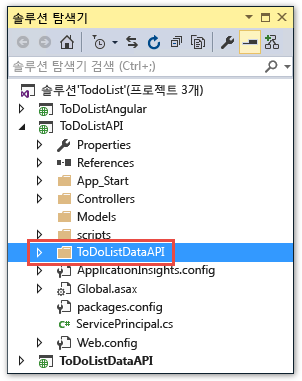 솔루션 탐색기
솔루션 탐색기 검색 (Ctrl+;)
솔루션'TodoList'(프로젝트 3개)
ToDoListAngular
ToDoListAPI
Properties
References
App_Start
Controllers
Models
scripts
ToDoListDataAPI
ApplicationInsights.config
Global.asax
packages.config
C# ServicePrincipal.cs
Web.config
ToDoListDataAPI